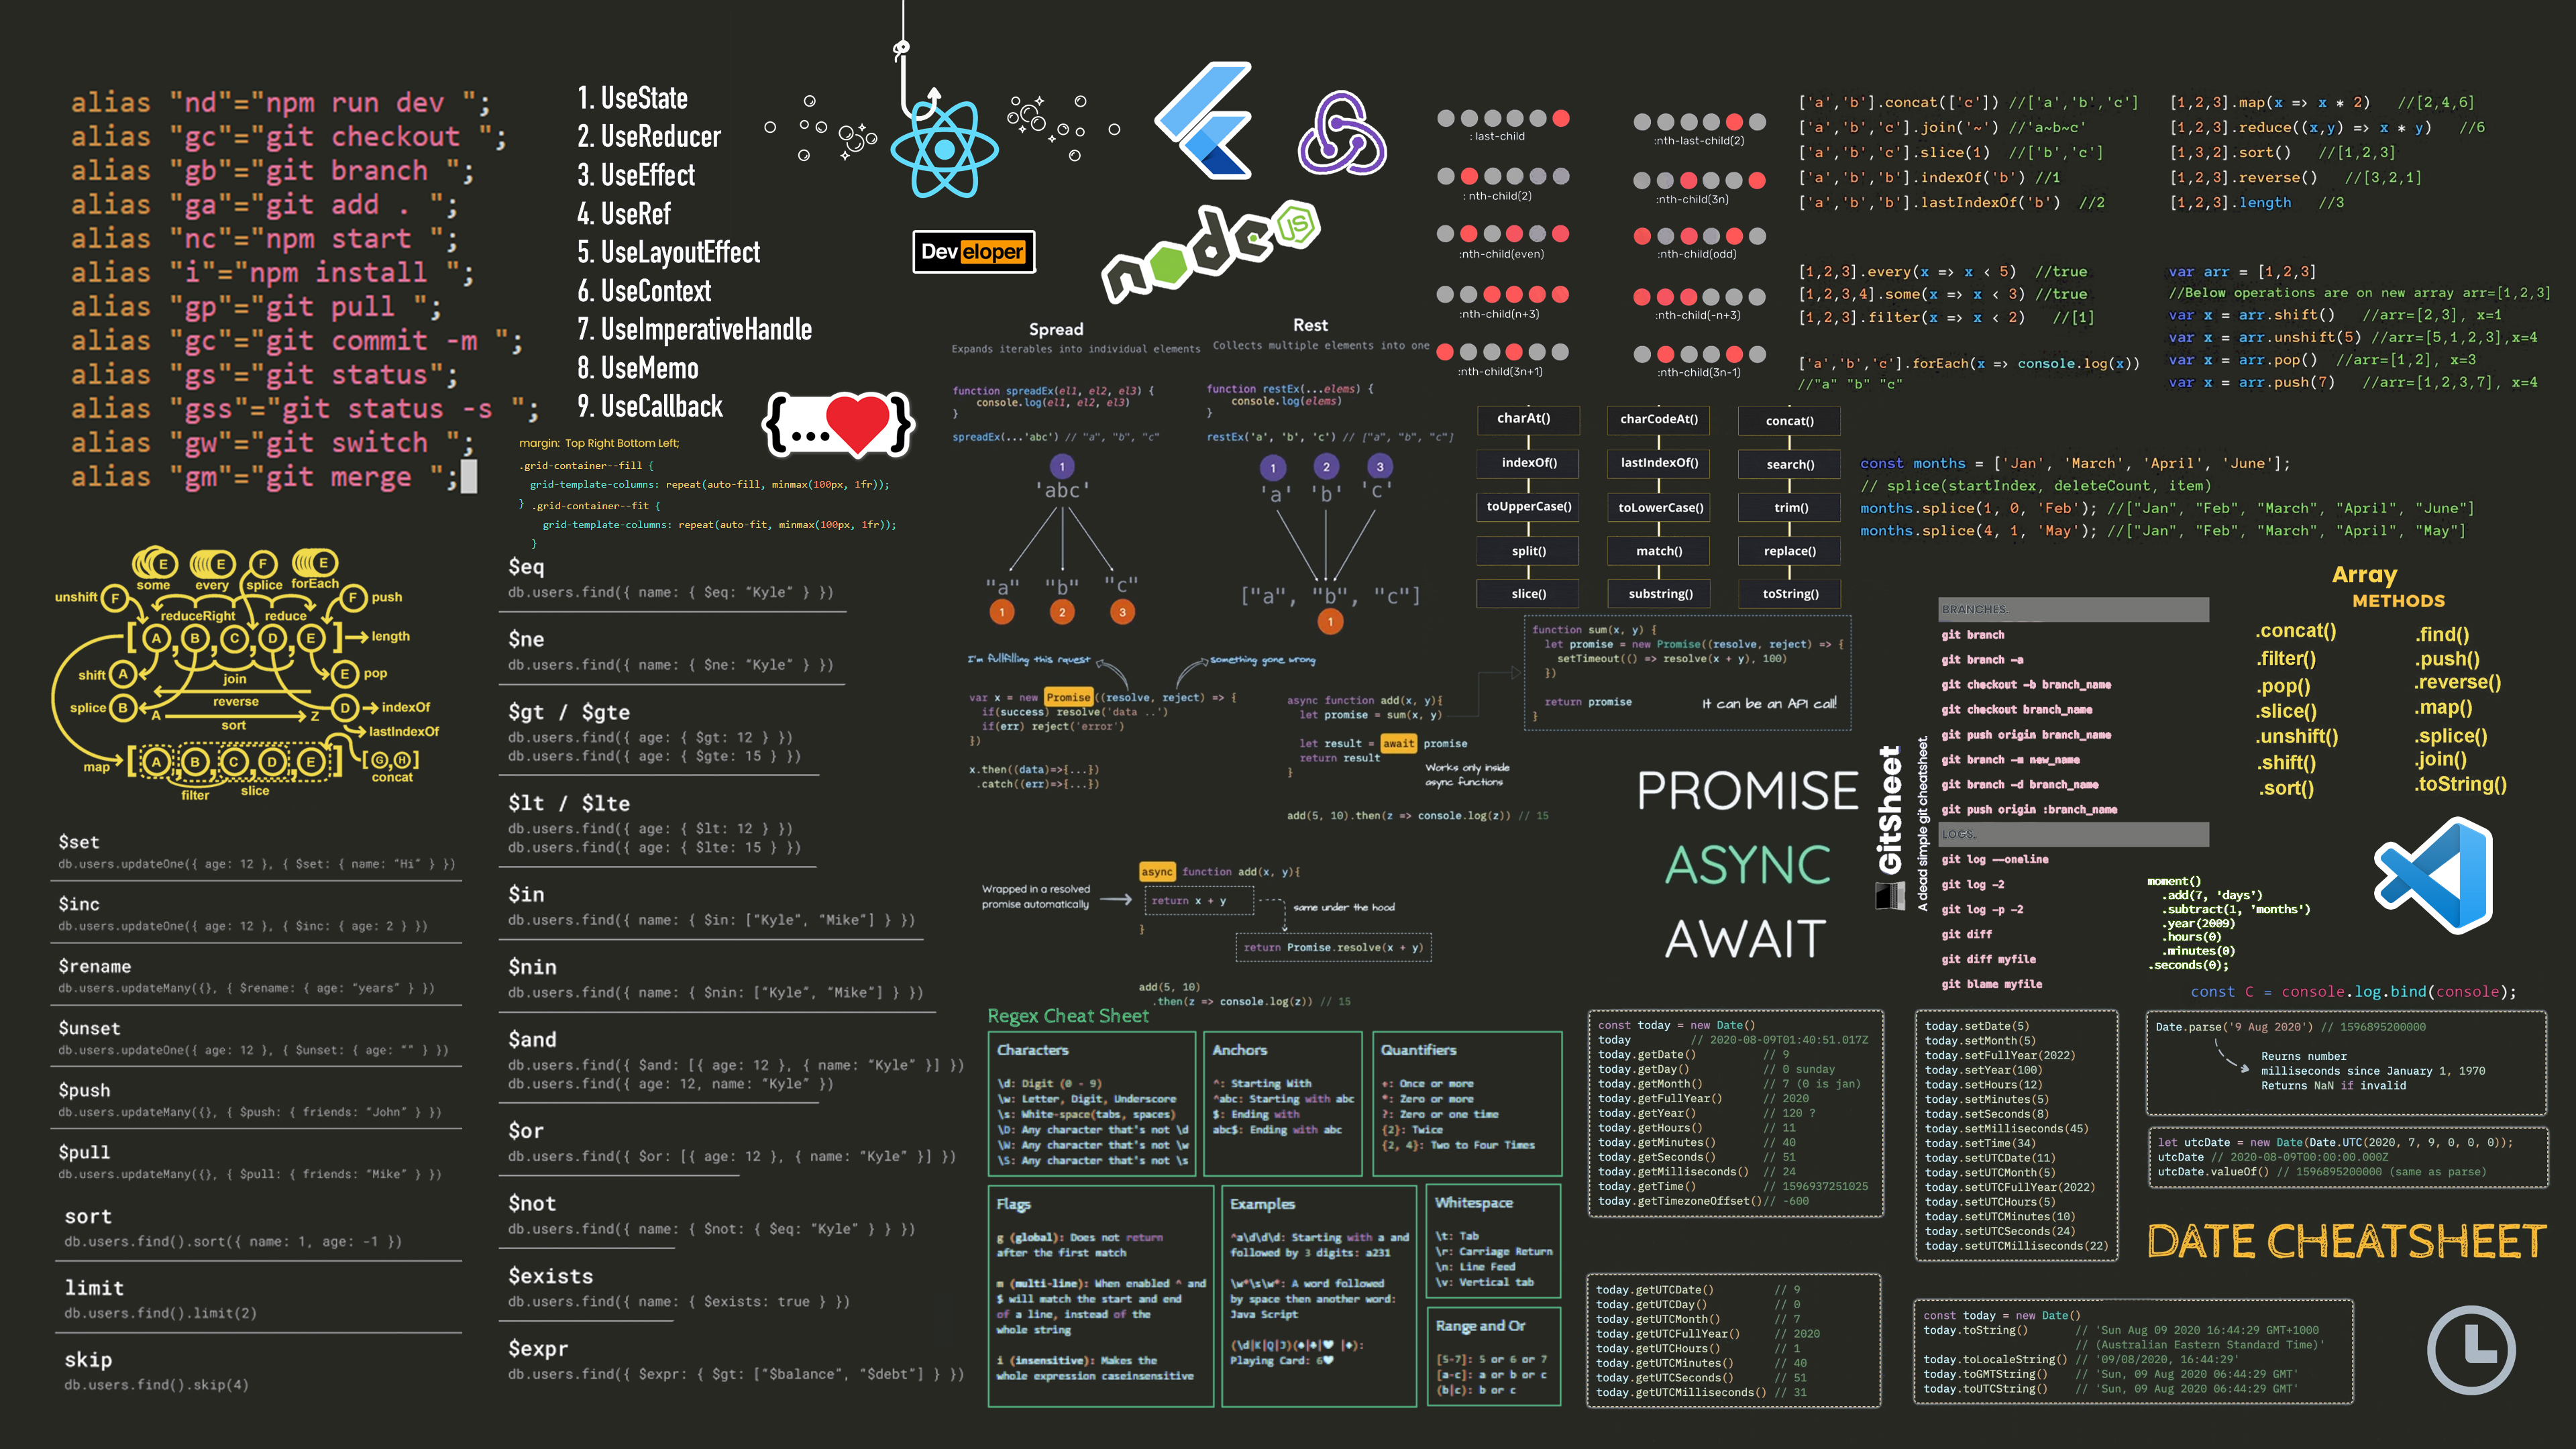 alias "nd"="npm run dev ";
alias "gc"="git checkout ";
alias "gb"="git branch ";
alias "ga"="git add . ";
alias "nc"="npm start ";
alias "i"="npm install ";
alias "gp"="git pull ";
alias "gc"="git commit -m ";
alias "gs"="git status";
alias "gss"="git status -s ";
alias "gw"="git switch ";
alias "gm"="git merge ";
1. UseState
2. UseReducer
3. UseEffect
4. UseRef
5. UseLayoutEffect
6. UseContext
7. UseImperativeHandle
8. UseMemo
9. UseCallback
{...}
margin: Top Right Bottom Left;
.grid-container--fill {
grid-template-columns: repeat(auto-fill, minmax(100px, 1fr));
} .grid-container--fit {
grid-template-columns: repeat(auto-fit, minmax(100px, 1fr));
}
Developer
node JS
: last-child
: nth-child(2)
:nth-child(even)
:nth-child(n+3)
:nth-child(3n+1)
:nth-last-child(2)
:nth-child(3n)
:nth-child(odd)
:nth-child(-n+3)
:nth-child(3n-1)
['a','b'].concat(['c']) //['a','b','c']
['a','b','c'].join('~') //'a~b~c'
['a','b','c'].slice(1) //['b','c']
['a','b','b'].indexOf('b') //1
['a','b','b'].lastIndexOf('b') //2
[1,2,3].map(x => x * 2) //[2,4,6]
[1,2,3].reduce((x,y) => x * y) //6
[1,3,2].sort() //[1,2,3]
[1,2,3].reverse() //[3,2,1]
[1,2,3].length //3
[1,2,3].every(x => x < 5) //true
[1,2,3,4].some(x => x < 3) //true
[1,2,3].filter(x => x < 2) //[1]
['a','b','c'].forEach(x => console.log(x))
//"a" "b" "c"
var arr = [1,2,3]
//Below operations are on new array arr=[1,2,3]
var x = arr.shift() //arr=[2,3], x=1
var x = arr.unshift(5) //arr=[5,1,2,3],x=4
var x = arr.pop() //arr=[1,2], x=3
var x = arr.push(7) //arr=[1,2,3,7], x=4
const months = ['Jan', 'March', 'April', 'June'];
// splice(startIndex, deleteCount, item)
months.splice(1, 0, 'Feb'); //["Jan", "Feb", "March", "April", "June"]
months.splice(4, 1, 'May'); //["Jan", "Feb", "March", "April", "May"]
Spread
Expands iterables into individual elements
function spreadEx(el1, el2, el3) {
console.log(el1, el2, el3)
}
spreadEx(...'abc') // "a", "b", "c"
1
'abc'
"a" "b" "c"
1 2 3
Rest
Collects multiple elements into one
function restEx(...elems) {
console.log(elems)
}
restEx('a', 'b', 'c') // ["a", "b", "c"]
1 2 3
'a' 'b' 'c'
["a", "b", "c"]
1
charAt() charCodeAt() concat()
indexOf() lastIndexOf() search()
toUpperCase() toLowerCase() trim()
split() match() replace()
slice() substring() toString()
E E F E
some every splice forEach
unshift F F push
reduceRight reduce
[A,B,C,D,E] length
shift A E pop
join
reverse
splice B A Z D indexOf
sort
lastIndexOf
map [A,B,C,D,E] [G,H]
concat
filter slice
$set
db.users.updateOne({ age: 12 }, { $set: { name: "Hi" } })
$inc
db.users.updateOne({ age: 12 }, { $inc: { age: 2 } })
$rename
db.users.updateMany({}, { $rename: { age: "years" } })
$unset
db.users.updateOne({ age: 12 }, { $unset: { age: "" } })
$push
db.users.updateMany({}, { $push: { friends: "John" } })
$pull
db.users.updateMany({}, { $pull: { friends: "Mike" } })
sort
db.users.find().sort({ name: 1, age: -1 })
limit
db.users.find().limit(2)
skip
db.users.find().skip(4)
$eq
db.users.find({ name: { $eq: "Kyle" } })
$ne
db.users.find({ name: { $ne: "Kyle" } })
$gt / $gte
db.users.find({ age: { $gt: 12 } })
db.users.find({ age: { $gte: 15 } })
$lt / $lte
db.users.find({ age: { $lt: 12 } })
db.users.find({ age: { $lte: 15 } })
$in
db.users.find({ name: { $in: ["Kyle", "Mike"] } })
$nin
db.users.find({ name: { $nin: ["Kyle", "Mike"] } })
$and
db.users.find({ $and: [{ age: 12 }, { name: "Kyle" }] })
db.users.find({ age: 12, name: "Kyle" })
$or
db.users.find({ $or: [{ age: 12 }, { name: "Kyle" }] })
$not
db.users.find({ name: { $not: { $eq: "Kyle" } } })
$exists
db.users.find({ name: { $exists: true } })
$expr
db.users.find({ $expr: { $gt: ["$balance", "$debt"] } })
I'm fullfilling this rquest
something gone wrong
var x = new Promise((resolve, reject) => {
if(success) resolve('data ..')
if(err) reject('error')
})
x.then((data)=>{...})
.catch((err)=>{...})
async function add(x, y){
let promise = sum(x, y)
let result = await promise
return result
}
Works only inside
async functions
add(5, 10).then(z => console.log(z)) // 15
function sum(x, y) {
let promise = new Promise((resolve, reject) => {
setTimeout(() => resolve(x + y), 100)
})
return promise
}
It can be an API call!
PROMISE
ASYNC
AWAIT
Wrapped in a resolved
promise automatically
async function add(x, y){
return x + y
}
same under the hood
return Promise.resolve(x + y)
add(5, 10)
.then(z => console.log(z)) // 15
GitSheet
A dead simple git cheatsheet.
BRANCHES.
git branch
git branch -a
git checkout -b branch_name
git checkout branch_name
git push origin branch_name
git branch -m new_name
git branch -d branch_name
git push origin :branch_name
LOGS.
git log --oneline
git log -2
git log -p -2
git diff
git diff myfile
git blame myfile
Array
METHODS
.concat() .find()
.filter() .push()
.pop() .reverse()
.slice() .map()
.unshift() .splice()
.shift() .join()
.sort() .toString()
moment()
.add(7, 'days')
.subtract(1, 'months')
.year(2009)
.hours(0)
.minutes(0)
.seconds(0);
const C = console.log.bind(console);
Regex Cheat Sheet
Characters
\d: Digit (0 - 9)
\w: Letter, Digit, Underscore
\s: White-space(tabs, spaces)
\D: Any character that's not \d
\W: Any character that's not \w
\S: Any character that's not \s
Anchors
^: Starting With
^abc: Starting with abc
$: Ending with
abc$: Ending with abc
Quantifiers
+: Once or more
*: Zero or more
?: Zero or one time
{2}: Twice
{2, 4}: Two to Four Times
Flags
g (global): Does not return
after the first match
m (multi-line): When enabled ^ and
$ will match the start and end
of a line, instead of the
whole string
i (insensitive): Makes the
whole expression caseinsensitive
Examples
^a\d\d\d: Starting with a and
followed by 3 digits: a231
\w*\s\w*: A word followed
by space then another word:
Java Script
Playing Card: 6♥
Whitespace
\t: Tab
\r: Carriage Return
\n: Line Feed
\v: Vertical tab
Range and Or
[5-7]: 5 or 6 or 7
[a-c]: a or b or c
(b|c): b or c
const today = new Date()
today // 2020-08-09T01:40:51.017Z
today.getDate() // 9
today.getDay() // 0 sunday
today.getMonth() // 7 (0 is jan)
today.getFullYear() // 2020
today.getYear() // 120 ?
today.getHours() // 11
today.getMinutes() // 40
today.getSeconds() // 51
today.getMilliseconds() // 24
today.getTime() // 1596937251025
today.getTimezoneOffset()// -600
today.getUTCDate() // 9
today.getUTCDay() // 0
today.getUTCMonth() // 7
today.getUTCFullYear() // 2020
today.getUTCHours() // 1
today.getUTCMinutes() // 40
today.getUTCSeconds() // 51
today.getUTCMilliseconds() // 31
today.setDate(5)
today.setMonth(5)
today.setFullYear(2022)
today.setYear(100)
today.setHours(12)
today.setMinutes(5)
today.setSeconds(8)
today.setMilliseconds(45)
today.setTime(34)
today.setUTCDate(11)
today.setUTCMonth(5)
today.setUTCFullYear(2022)
today.setUTCHours(5)
today.setUTCMinutes(10)
today.setUTCSeconds(24)
today.setUTCMilliseconds(22)
Date.parse('9 Aug 2020') // 1596895200000
Reurns number
milliseconds since January 1, 1970
Returns NaN if invalid
let utcDate = new Date(Date.UTC(2020, 7, 9, 0, 0, 0));
utcDate // 2020-08-09T00:00:00.000Z
utcDate.valueOf() // 1596895200000 (same as parse)
DATE CHEATSHEET
const today = new Date()
today.toString() // 'Sun Aug 09 2020 16:44:29 GMT+1000
// (Australian Eastern Standard Time)'
today.toLocaleString() // '09/08/2020, 16:44:29'
today.toGMTString() // 'Sun, 09 Aug 2020 06:44:29 GMT'
today.toUTCString() // 'Sun, 09 Aug 2020 06:44:29 GMT'